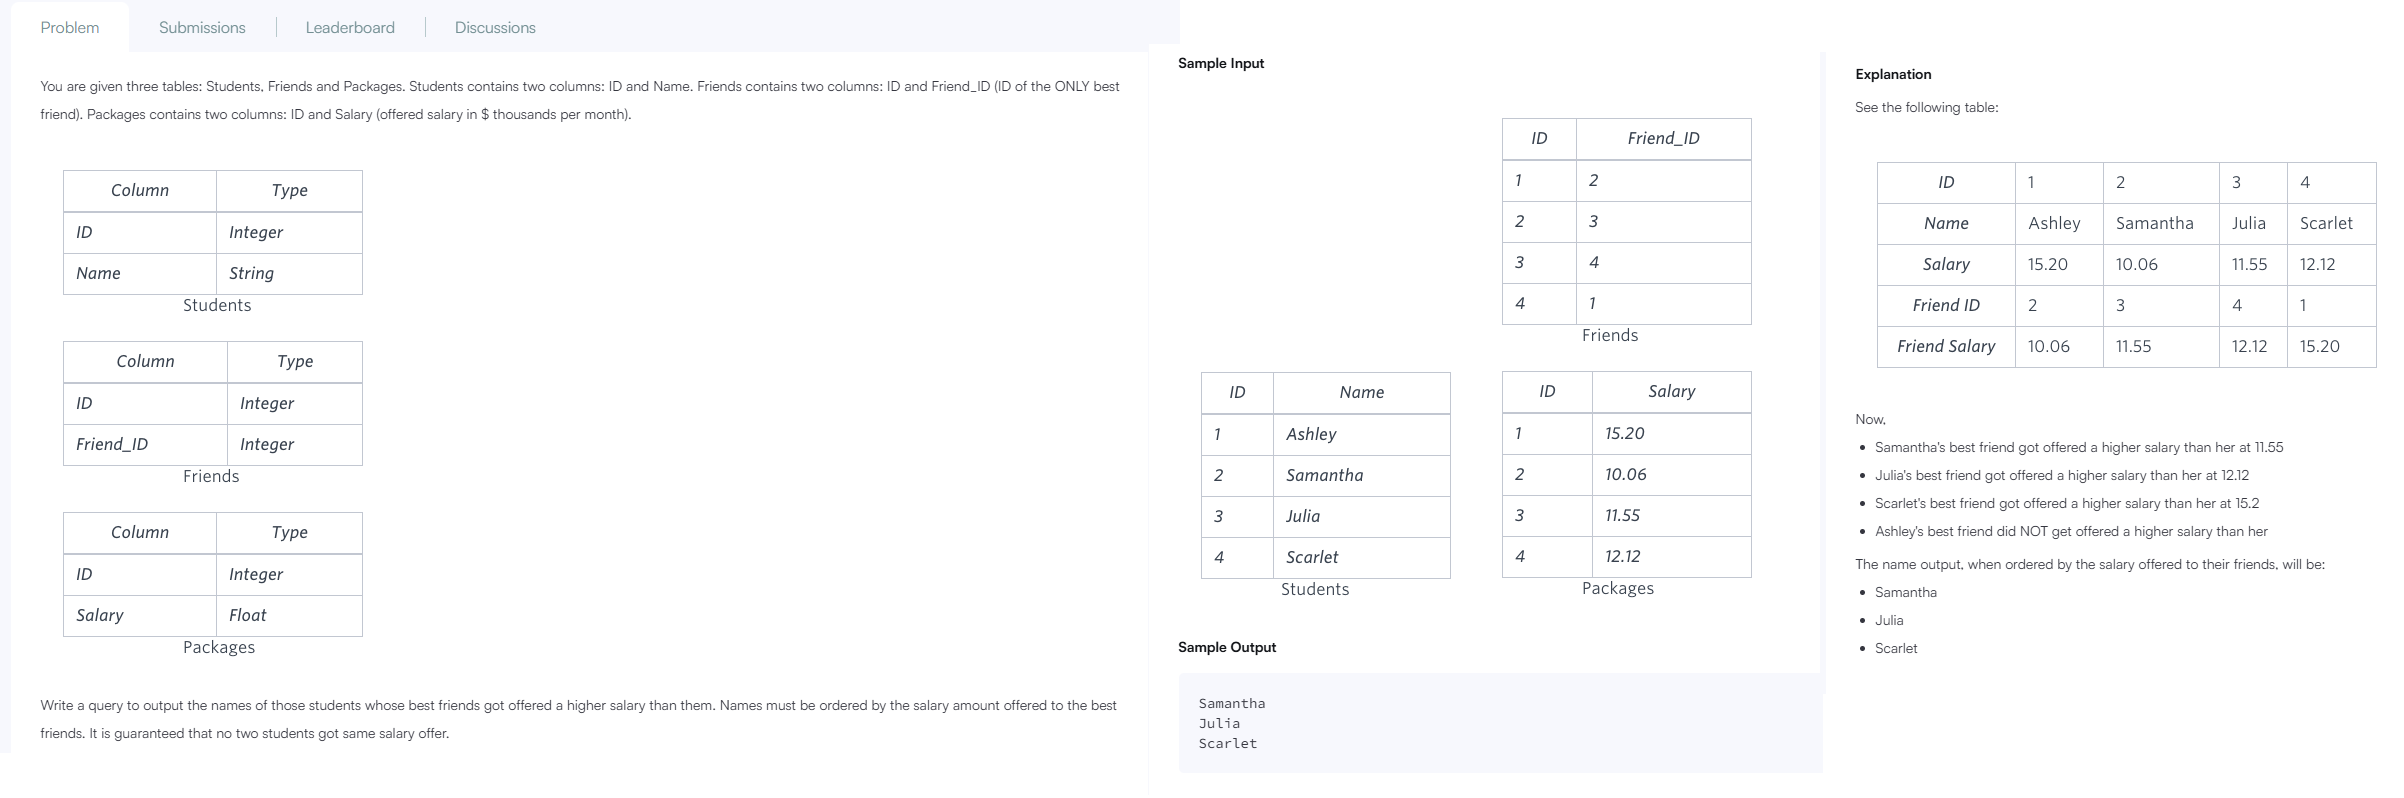 Problem
Submissions
Leaderboard
Discussions
You are given three tables: Students, Friends and Packages. Students contains two columns: ID and Name. Friends contains two columns: ID and Friend_ID (ID of the ONLY best
friend). Packages contains two columns: ID and Salary (offered salary in $ thousands per month).
Column Type
ID Integer
Name String
Students
Column Type
ID Integer
Friend_ID Integer
Friends
Column Type
ID Integer
Salary Float
Packages
Write a query to output the names of those students whose best friends got offered a higher salary than them. Names must be ordered by the salary amount offered to the best
friends. It is guaranteed that no two students got same salary offer.
Sample Input
ID Friend_ID
1 2
2 3
3 4
4 1
Friends
ID Name
1 Ashley
2 Samantha
3 Julia
4 Scarlet
Students
ID Salary
1 15.20
2 10.06
3 11.55
4 12.12
Packages
Sample Output
Samantha
Julia
Scarlet
Explanation
See the following table:
ID 1 2 3 4
Name Ashley Samantha Julia Scarlet
Salary 15.20 10.06 11.55 12.12
Friend ID 2 3 4 1
Friend Salary 10.06 11.55 12.12 15.20
Now,
• Samantha's best friend got offered a higher salary than her at 11.55
• Julia's best friend got offered a higher salary than her at 12.12
• Scarlet's best friend got offered a higher salary than her at 15.2
• Ashley's best friend did NOT get offered a higher salary than her
The name output, when ordered by the salary offered to their friends, will be:
• Samantha
• Julia
• Scarlet